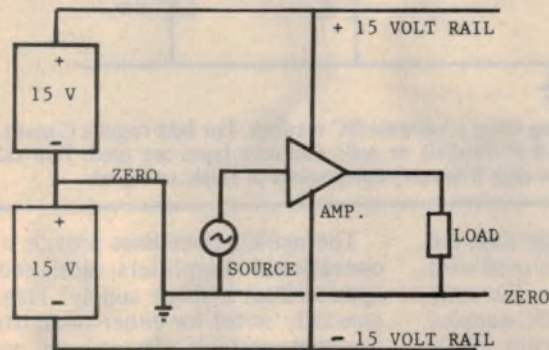 + 15 VOLT RAIL
+
15 V
-
ZERO
+
15 V
-
AMP.
SOURCE
LOAD
ZERO
- 15 VOLT RAIL